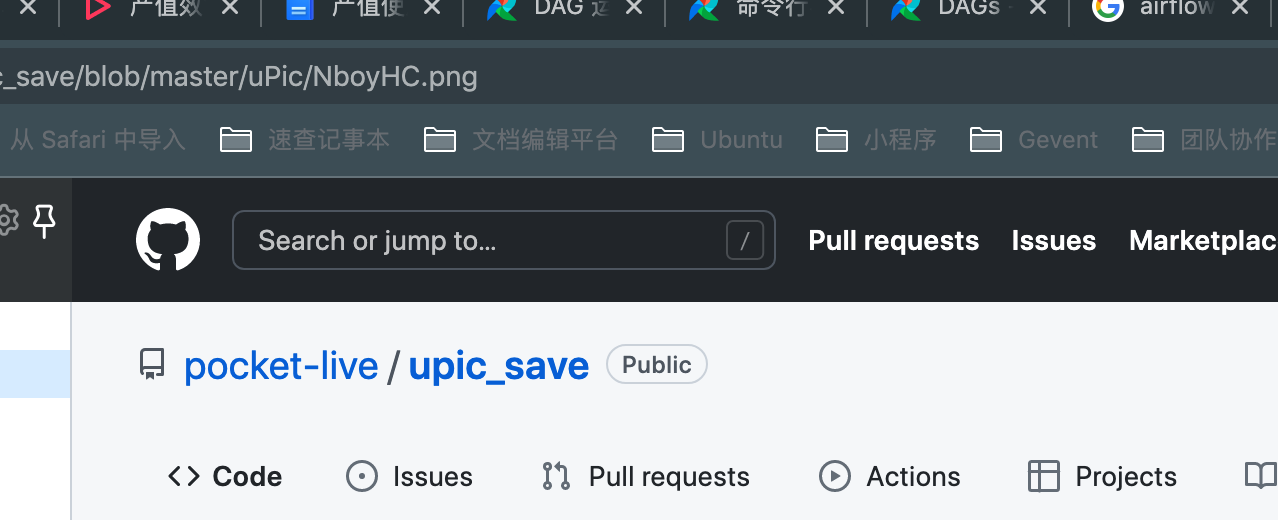 产值效 产值使 DAG 运 命令行 DAGs - airflow
c_save/blob/master/uPic/NboyHC.png
从 Safari 中导入 速查记事本 文档编辑平台 Ubuntu 小程序 Gevent 团队协作
Search or jump to... / Pull requests Issues Marketplac
pocket-live / upic_save Public
Code Issues Pull requests Actions Projects